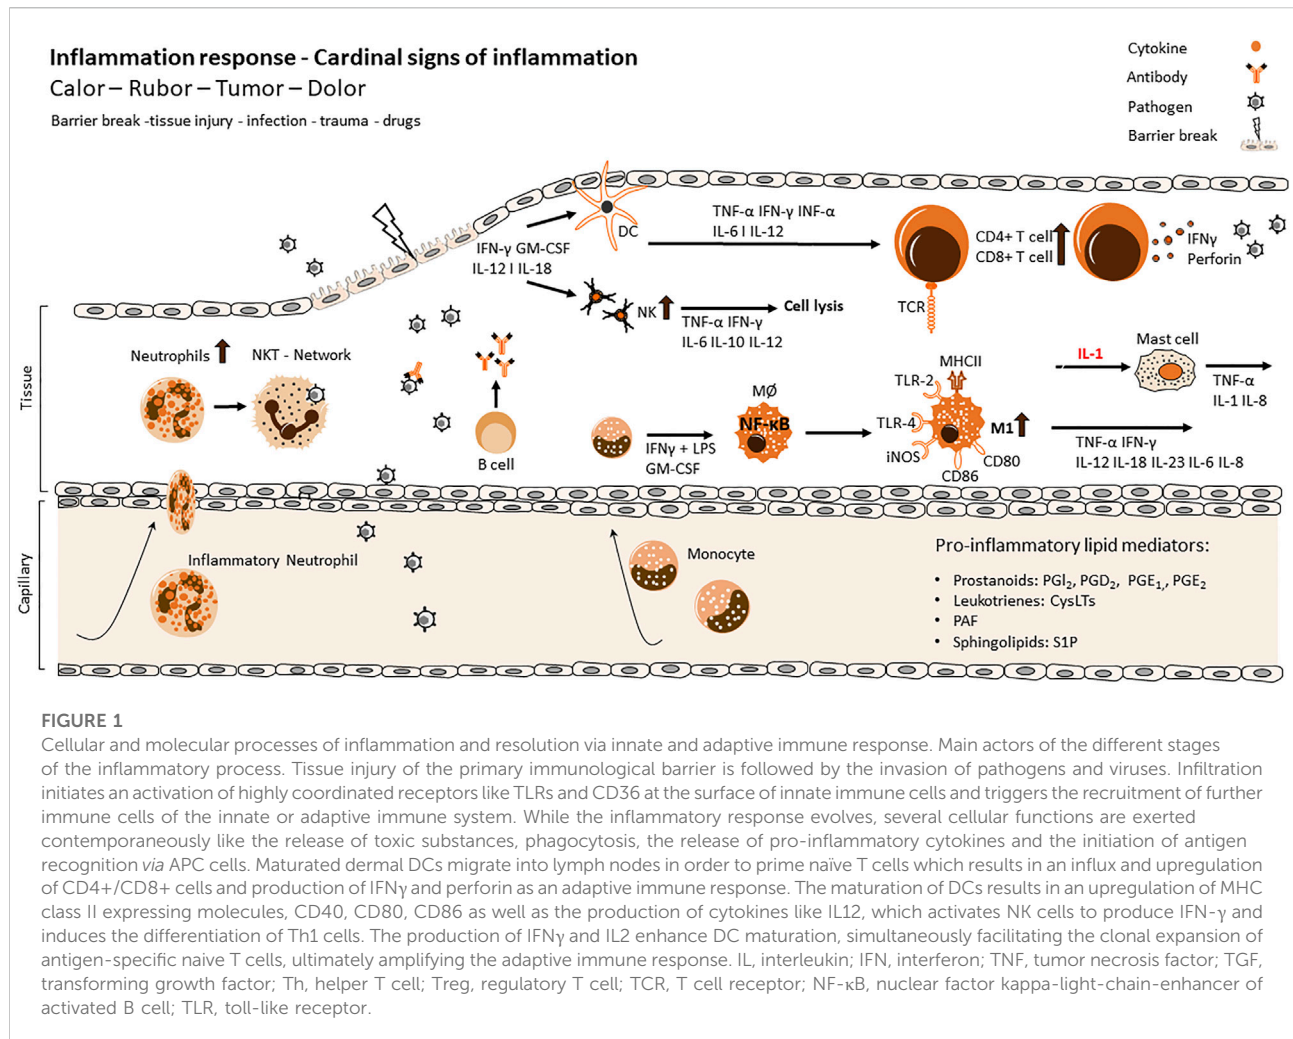 Inflammation response - Cardinal signs of inflammation
Calor – Rubor – Tumor – Dolor
Barrier break -tissue injury - infection - trauma - drugs
Cytokine
Antibody
Pathogen
Barrier break
DC
IFN-γ GM-CSF
IL-12 I IL-18
TNF-α IFN-γ INF-α
IL-6 I IL-12
CD4+ T cell
CD8+ T cell
IFNγ
Perforin
TCR
NK
TNF-α IFN-γ
IL-6 IL-10 IL-12
Cell lysis
Tissue
Neutrophils
NKT - Network
B cell
IFNγ + LPS
GM-CSF
MØ
NF-κB
MHCII
TLR-2
TLR-4
iNOS
CD86
CD80
M1
IL-1
Mast cell
TNF-α
IL-1 IL-8
TNF-α IFN-γ
IL-12 IL-18 IL-23 IL-6 IL-8
Capillary
Inflammatory Neutrophil
Monocyte
Pro-inflammatory lipid mediators:
• Prostanoids: PGI₂, PGD₂, PGE₁,, PGE₂
• Leukotrienes: CysLTs
• PAF
• Sphingolipids: S1P
FIGURE 1
Cellular and molecular processes of inflammation and resolution via innate and adaptive immune response. Main actors of the different stages
of the inflammatory process. Tissue injury of the primary immunological barrier is followed by the invasion of pathogens and viruses. Infiltration
initiates an activation of highly coordinated receptors like TLRs and CD36 at the surface of innate immune cells and triggers the recruitment of further
immune cells of the innate or adaptive immune system. While the inflammatory response evolves, several cellular functions are exerted
contemporaneously like the release of toxic substances, phagocytosis, the release of pro-inflammatory cytokines and the initiation of antigen
recognition via APC cells. Maturated dermal DCs migrate into lymph nodes in order to prime naïve T cells which results in an influx and upregulation
of CD4+/CD8+ cells and production of IFNγ and perforin as an adaptive immune response. The maturation of DCs results in an upregulation of MHC
class II expressing molecules, CD40, CD80, CD86 as well as the production of cytokines like IL12, which activates NK cells to produce IFN-γ and
induces the differentiation of Th1 cells. The production of IFNγ and IL2 enhance DC maturation, simultaneously facilitating the clonal expansion of
antigen-specific naive T cells, ultimately amplifying the adaptive immune response. IL, interleukin; IFN, interferon; TNF, tumor necrosis factor; TGF,
transforming growth factor; Th, helper T cell; Treg, regulatory T cell; TCR, T cell receptor; NF-κB, nuclear factor kappa-light-chain-enhancer of
activated B cell; TLR, toll-like receptor.